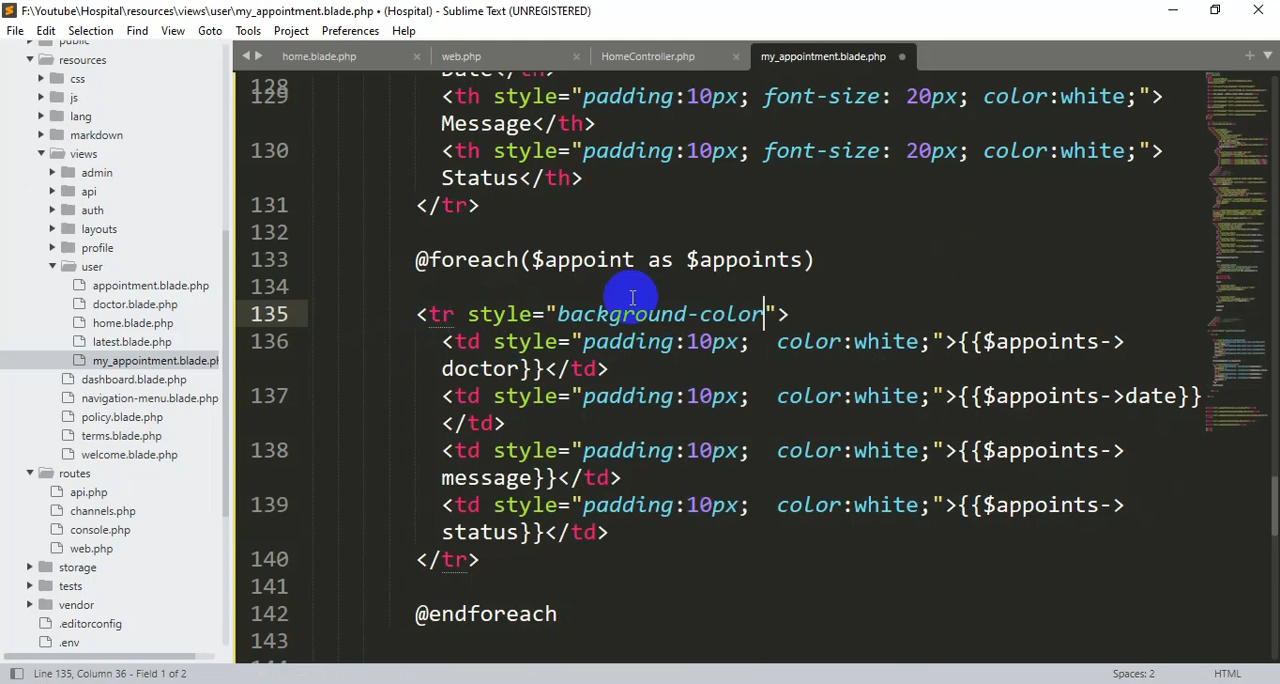 F:\Youtube\Hospital\resources\views\user\my_appointment.blade.php • (Hospital) - Sublime Text (UNREGISTERED)
File Edit Selection Find View Goto Tools Project Preferences Help
home.blade.php × web.php × HomeController.php × my_appointment.blade.php
public
resources
css
js
lang
markdown
views
admin
api
auth
layouts
profile
user
appointment.blade.php
doctor.blade.php
home.blade.php
latest.blade.php
my_appointment.blade.ph
dashboard.blade.php
navigation-menu.blade.php
policy.blade.php
terms.blade.php
welcome.blade.php
routes
api.php
channels.php
console.php
web.php
storage
tests
vendor
.editorconfig
.env
128 Date</th>
129 <th style="padding:10px; font-size: 20px; color:white;">
Message</th>
130 <th style="padding:10px; font-size: 20px; color:white;">
Status</th>
131 </tr>
132
133 @foreach($appoint as $appoints)
134
135 <tr style="background-color">
136 <td style="padding:10px;  color:white;">{{$appoints->
doctor}}</td>
137 <td style="padding:10px;  color:white;">{{$appoints->date}}
</td>
138 <td style="padding:10px;  color:white;">{{$appoints->
message}}</td>
139 <td style="padding:10px;  color:white;">{{$appoints->
status}}</td>
140 </tr>
141
142 @endforeach
143
Line 135, Column 36 - Field 1 of 2 Spaces: 2 HTML